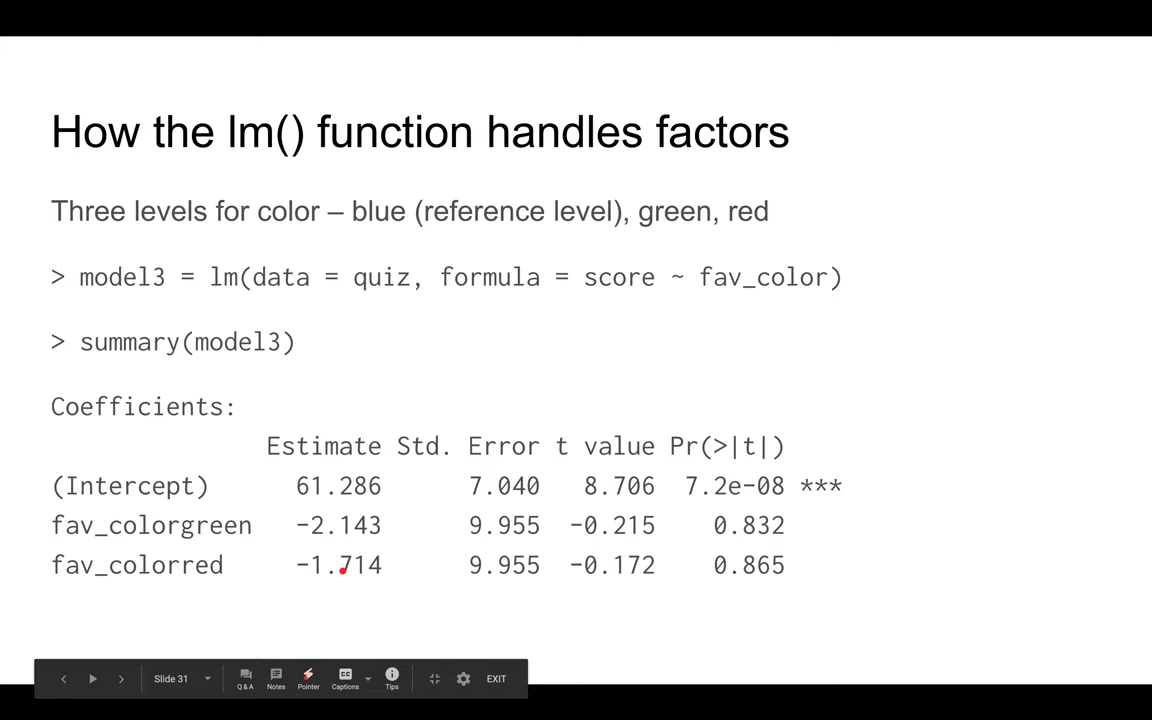 How the lm() function handles factors
Three levels for color – blue (reference level), green, red
> model3 = lm(data = quiz, formula = score ~ fav_color)
> summary(model3)
Coefficients:
Estimate Std. Error t value Pr(>|t|)
(Intercept) 61.286 7.040 8.706 7.2e-08 ***
fav_colorgreen -2.143 9.955 -0.215 0.832
fav_colorred -1.714 9.955 -0.172 0.865
Slide 31 Q&A Notes Pointer CC Captions Tips EXIT